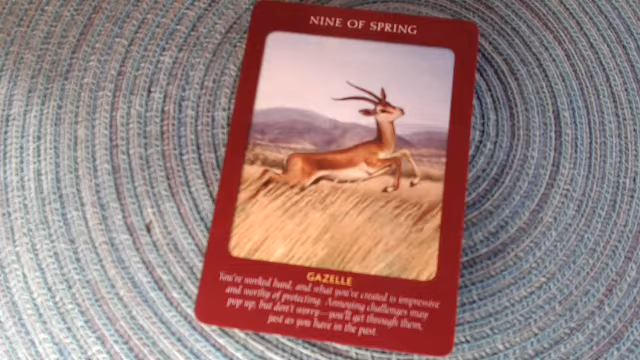 NINE OF SPRING
GAZELLE
You've worked hard, and what you've created is impressive
and worthy of protecting. Annoying challenges may
pop up, but don't worry—you'll get through them,
just as you have in the past.